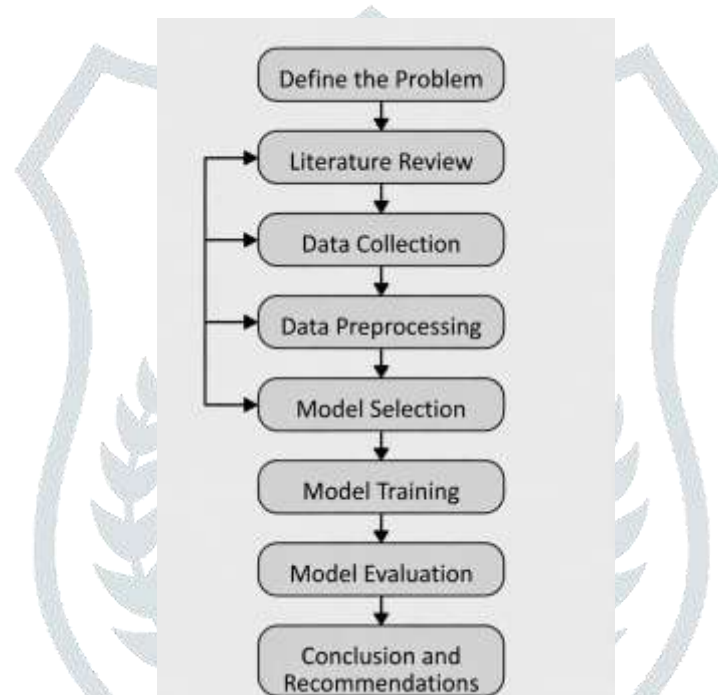 Define the Problem
Literature Review
Data Collection
Data Preprocessing
Model Selection
Model Training
Model Evaluation
Conclusion and
Recommendations